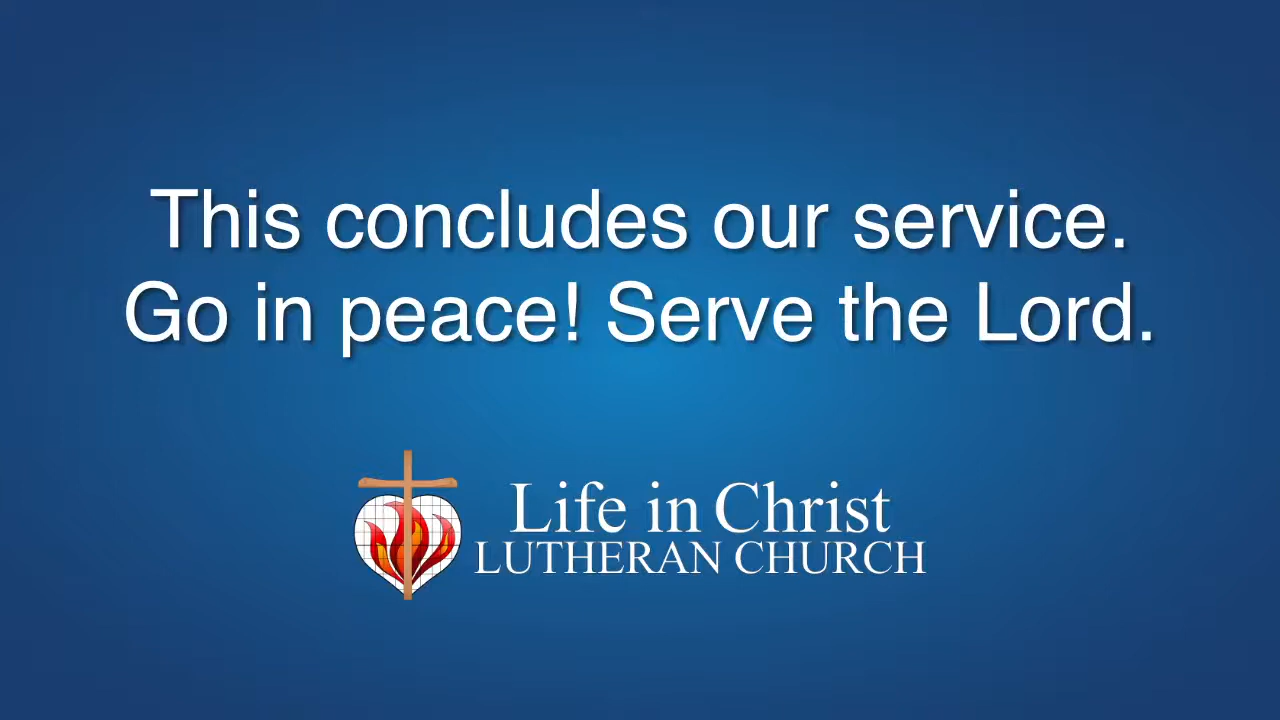 This concludes our service.
Go in peace! Serve the Lord.
Life in Christ
LUTHERAN CHURCH